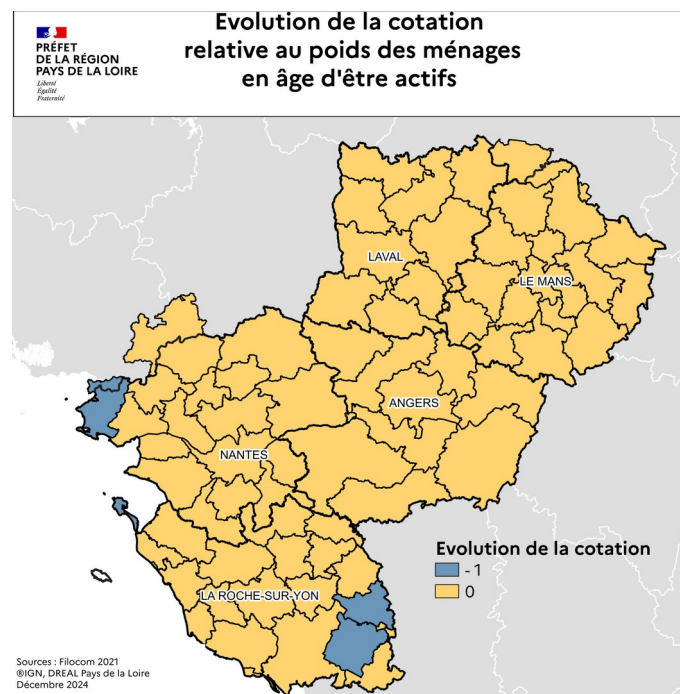 Evolution de la cotation
relative au poids des ménages
en âge d'être actifs
PRÉFET
DE LA RÉGION
PAYS DE LA LOIRE
Liberté
Égalité
Fraternité
LAVAL
LE MANS
ANGERS
NANTES
LA ROCHE-SUR-YON
Evolution de la cotation
-1
0
Sources : Filocom 2021
®IGN, DREAL Pays de la Loire
Décembre 2024